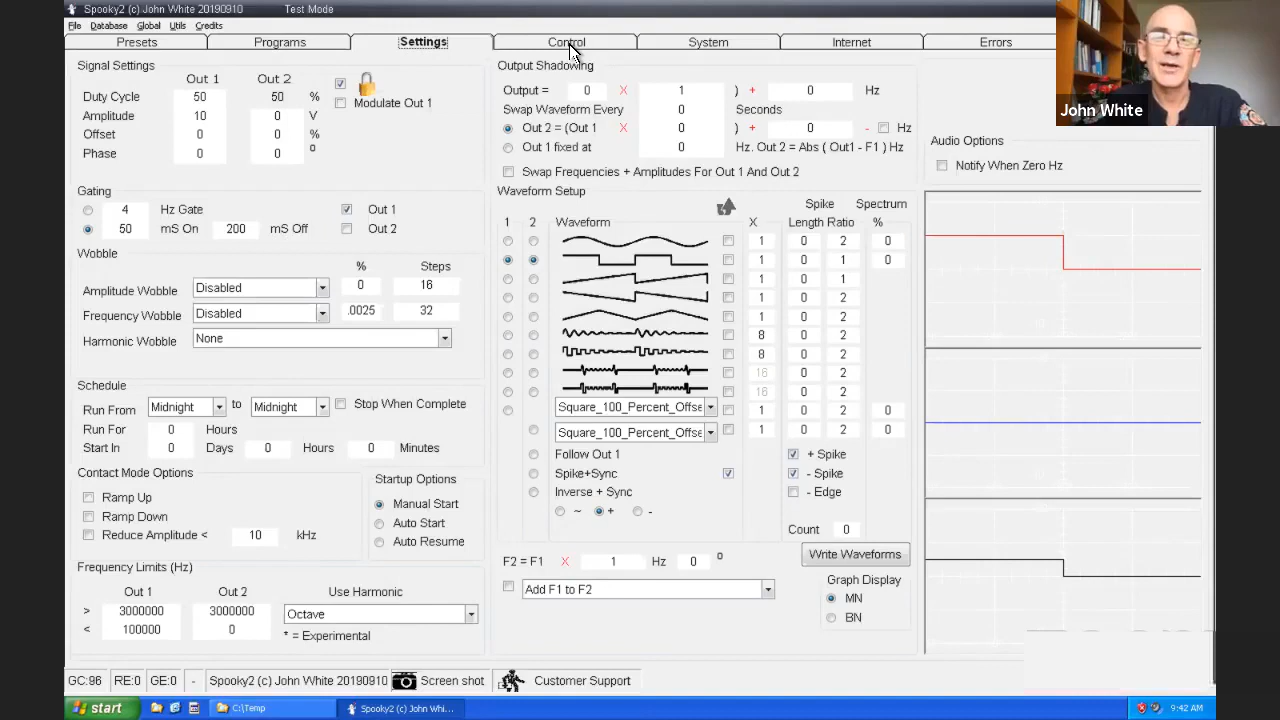 Spooky2 (c) John White 20190910 Test Mode
File Database Global Utils Credits
Presets Programs Settings Control System Internet Errors
Signal Settings
Out 1 Out 2
Duty Cycle 50 50 %
Amplitude 10 0 V
Offset 0 0 %
Phase 0 0 o
Modulate Out 1
Gating
4 Hz Gate Out 1
50 mS On 200 mS Off Out 2
Wobble
% Steps
Amplitude Wobble Disabled 0 16
Frequency Wobble Disabled .0025 32
Harmonic Wobble None
Schedule
Run From Midnight to Midnight Stop When Complete
Run For 0 Hours
Start In 0 Days 0 Hours 0 Minutes
Contact Mode Options
Ramp Up
Ramp Down
Reduce Amplitude < 10 kHz
Startup Options
Manual Start
Auto Start
Auto Resume
Frequency Limits (Hz)
Out 1 Out 2 Use Harmonic
> 3000000 3000000 Octave
< 100000 0 * = Experimental
Output Shadowing
Output = 0 X 1 ) + 0 Hz
Swap Waveform Every 0 Seconds
Out 2 = (Out 1 X 0 ) + 0 - Hz
Out 1 fixed at 0 Hz. Out 2 = Abs ( Out1 - F1 ) Hz
Swap Frequencies + Amplitudes For Out 1 And Out 2
Waveform Setup
Spike Spectrum
1 2 Waveform X Length Ratio %
1 0 2 0
1 0 1 0
1 0 1
1 0 2
1 0 2
8 0 2
8 0 2
16 0 2
16 0 2
Square_100_Percent_Offse 1 0 2 0
Square_100_Percent_Offse 1 0 2 0
Follow Out 1 + Spike
Spike+Sync - Spike
Inverse + Sync - Edge
~ + -
Count 0
F2 = F1 X 1 Hz 0 o
Write Waveforms
Add F1 to F2
Graph Display
MN
BN
Audio Options
Notify When Zero Hz
John White
GC:96 RE:0 GE:0 - Spooky2 (c) John White 20190910 Screen shot Customer Support
start C:\Temp Spooky2 (c) John Whi... 9:42 AM